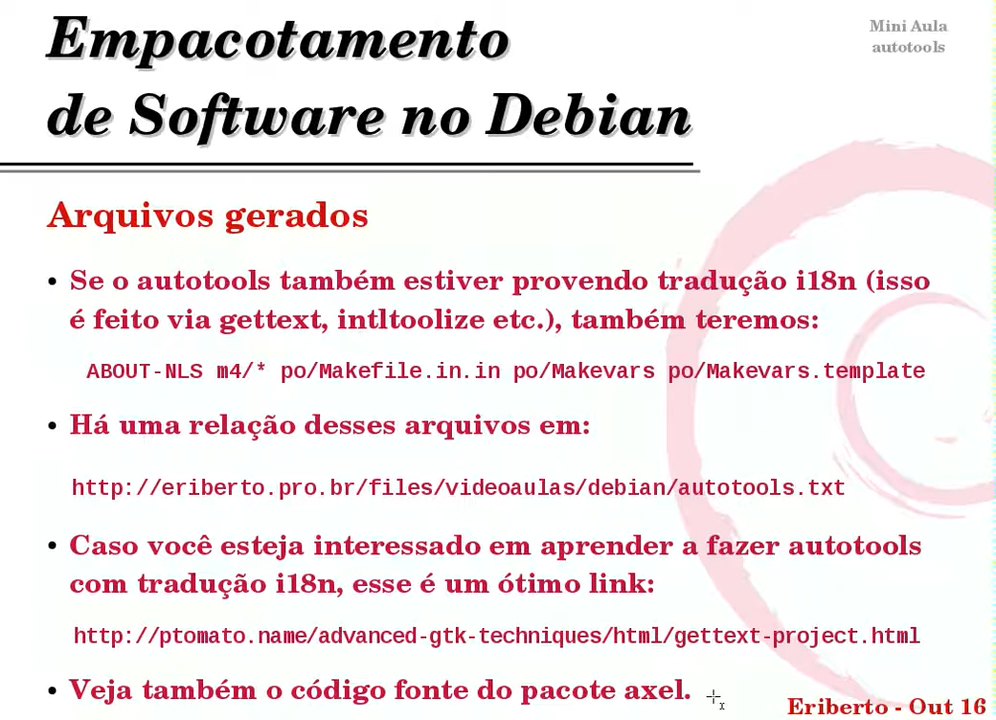 Empacotamento
de Software no Debian
Mini Aula
autotools
Arquivos gerados
• Se o autotools também estiver provendo tradução i18n (isso
é feito via gettext, intltoolize etc.), também teremos:
ABOUT-NLS m4/* po/Makefile.in.in po/Makevars po/Makevars.template
• Há uma relação desses arquivos em:
http://eriberto.pro.br/files/videoaulas/debian/autotools.txt
• Caso você esteja interessado em aprender a fazer autotools
com tradução i18n, esse é um ótimo link:
http://ptomato.name/advanced-gtk-techniques/html/gettext-project.html
• Veja também o código fonte do pacote axel.
Eriberto - Out 16